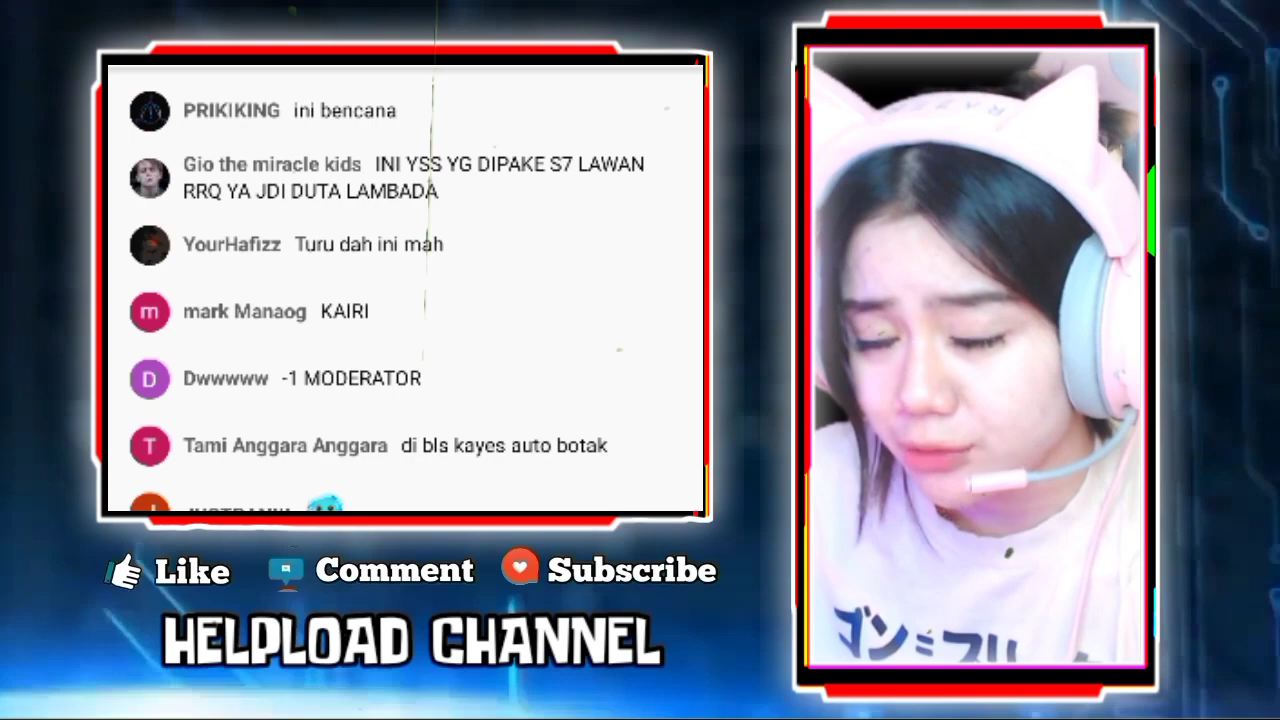 PRIKIKING ini bencana
Gio the miracle kids INI YSS YG DIPAKE S7 LAWAN
RRQ YA JDI DUTA LAMBADA
YourHafizz Turu dah ini mah
m mark Manaog KAIRI
D Dwwwww -1 MODERATOR
T Tami Anggara Anggara di bls kayes auto botak
Like Comment Subscribe
HELPLOAD CHANNEL